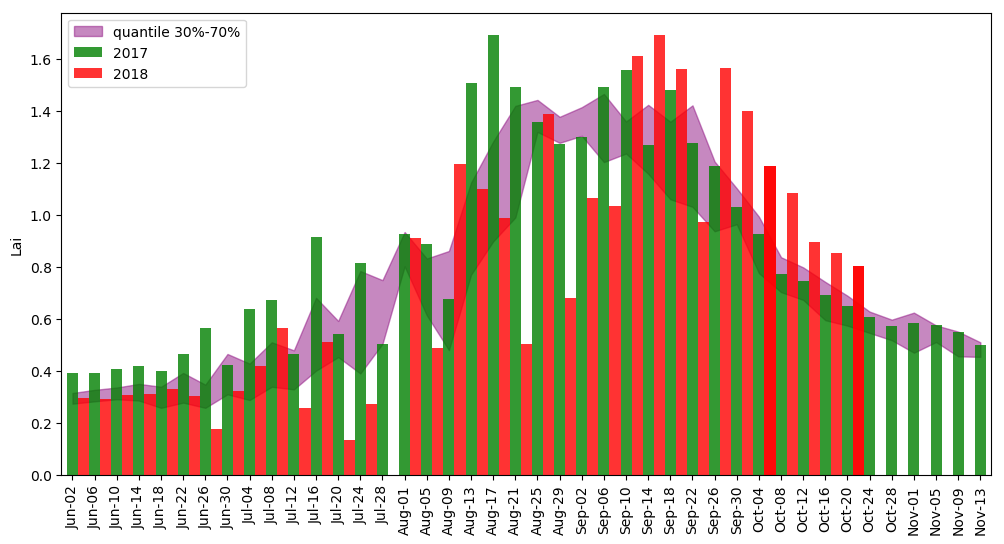 quantile 30%-70%
2017
2018
Lai
1.6
1.4
1.2
1.0
0.8
0.6
0.4
0.2
0.0
Jun-02
Jun-06
Jun-10
Jun-14
Jun-18
Jun-22
Jun-26
Jun-30
Jul-04
Jul-08
Jul-12
Jul-16
Jul-20
Jul-24
Jul-28
Aug-01
Aug-05
Aug-09
Aug-13
Aug-17
Aug-21
Aug-25
Aug-29
Sep-02
Sep-06
Sep-10
Sep-14
Sep-18
Sep-22
Sep-26
Sep-30
Oct-04
Oct-08
Oct-12
Oct-16
Oct-20
Oct-24
Oct-28
Nov-01
Nov-05
Nov-09
Nov-13